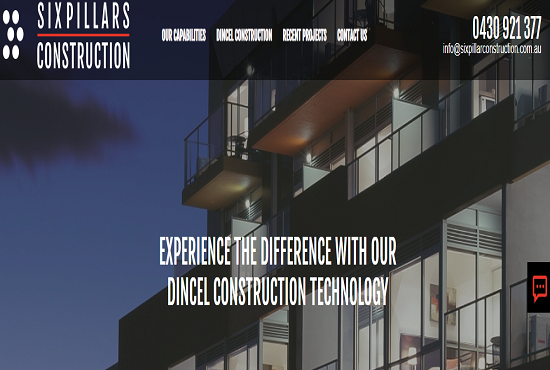 SIXPILLARS
CONSTRUCTION
OUR CAPABILITIES DINCEL CONSTRUCTION RECENT PROJECTS CONTACT US
0430 921 377
info@sixpillarconstruction.com.au
EXPERIENCE THE DIFFERENCE WITH OUR
DINCEL CONSTRUCTION TECHNOLOGY